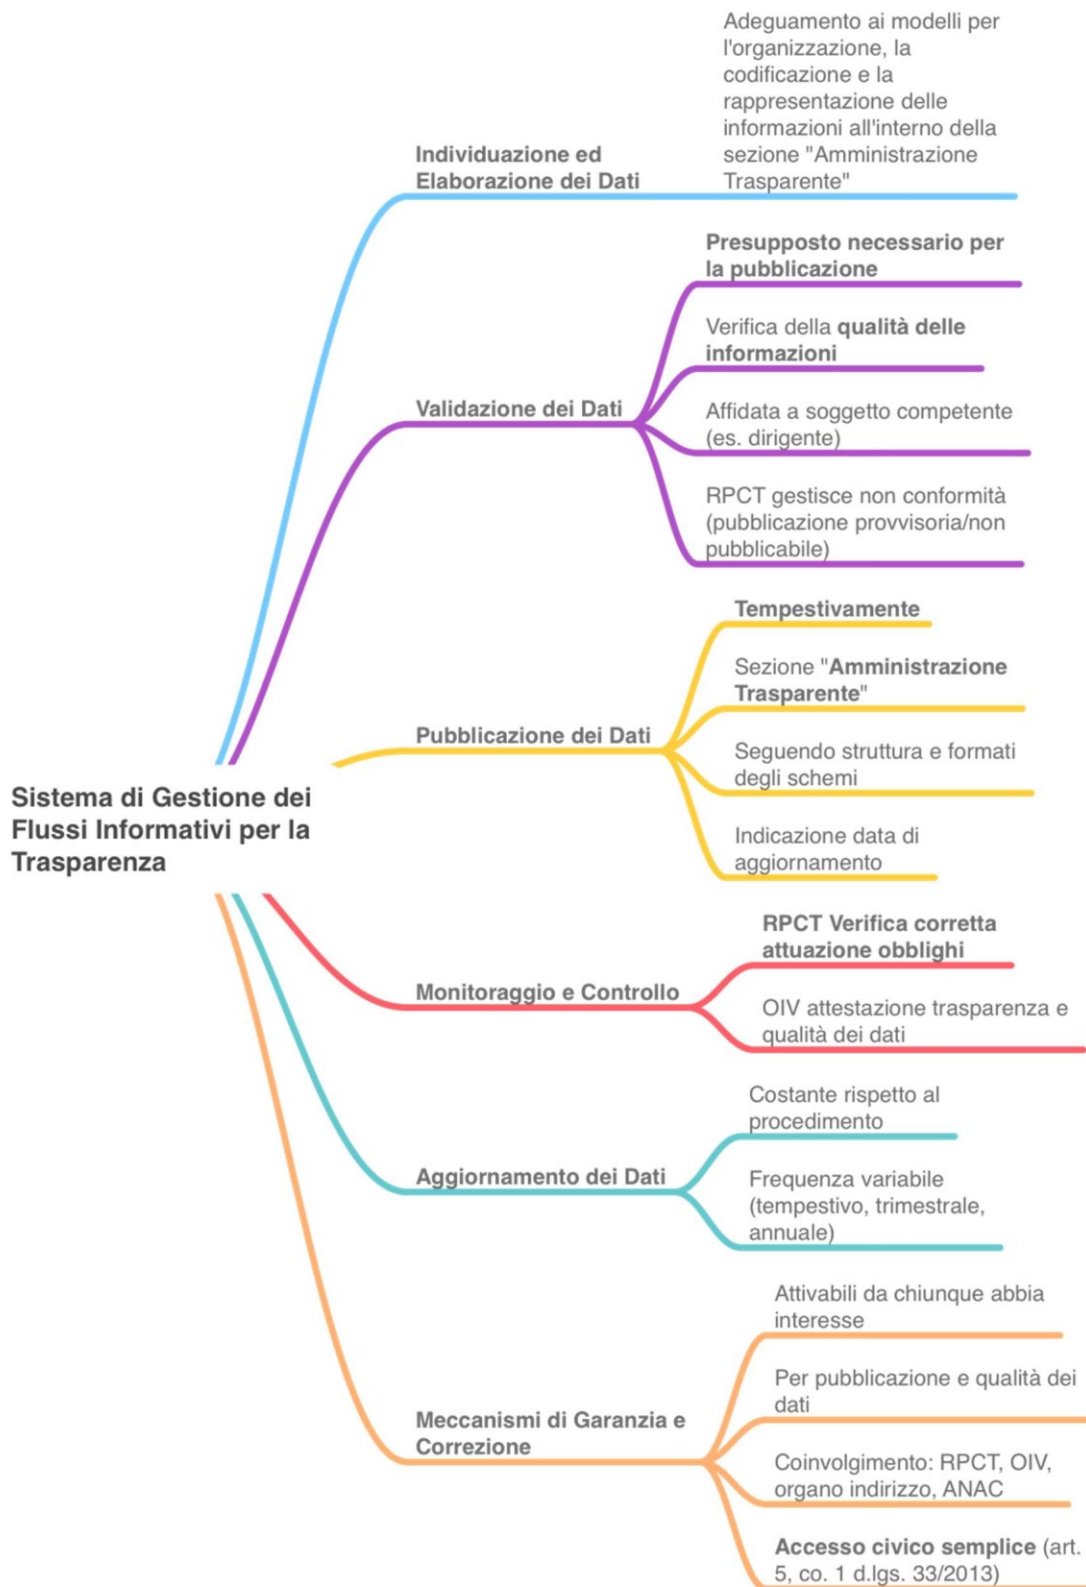 Sistema di Gestione dei
Flussi Informativi per la
Trasparenza
Individuazione ed
Elaborazione dei Dati
Adeguamento ai modelli per
l'organizzazione, la
codificazione e la
rappresentazione delle
informazioni all'interno della
sezione "Amministrazione
Trasparente"
Validazione dei Dati
Presupposto necessario per
la pubblicazione
Verifica della qualità delle
informazioni
Affidata a soggetto competente
(es. dirigente)
RPCT gestisce non conformità
(pubblicazione provvisoria/non
pubblicabile)
Pubblicazione dei Dati
Tempestivamente
Sezione "Amministrazione
Trasparente"
Seguendo struttura e formati
degli schemi
Indicazione data di
aggiornamento
Monitoraggio e Controllo
RPCT Verifica corretta
attuazione obblighi
OIV attestazione trasparenza e
qualità dei dati
Aggiornamento dei Dati
Costante rispetto al
procedimento
Frequenza variabile
(tempestivo, trimestrale,
annuale)
Meccanismi di Garanzia e
Correzione
Attivabili da chiunque abbia
interesse
Per pubblicazione e qualità dei
dati
Coinvolgimento: RPCT, OIV,
organo indirizzo, ANAC
Accesso civico semplice (art.
5, co. 1 d.lgs. 33/2013)